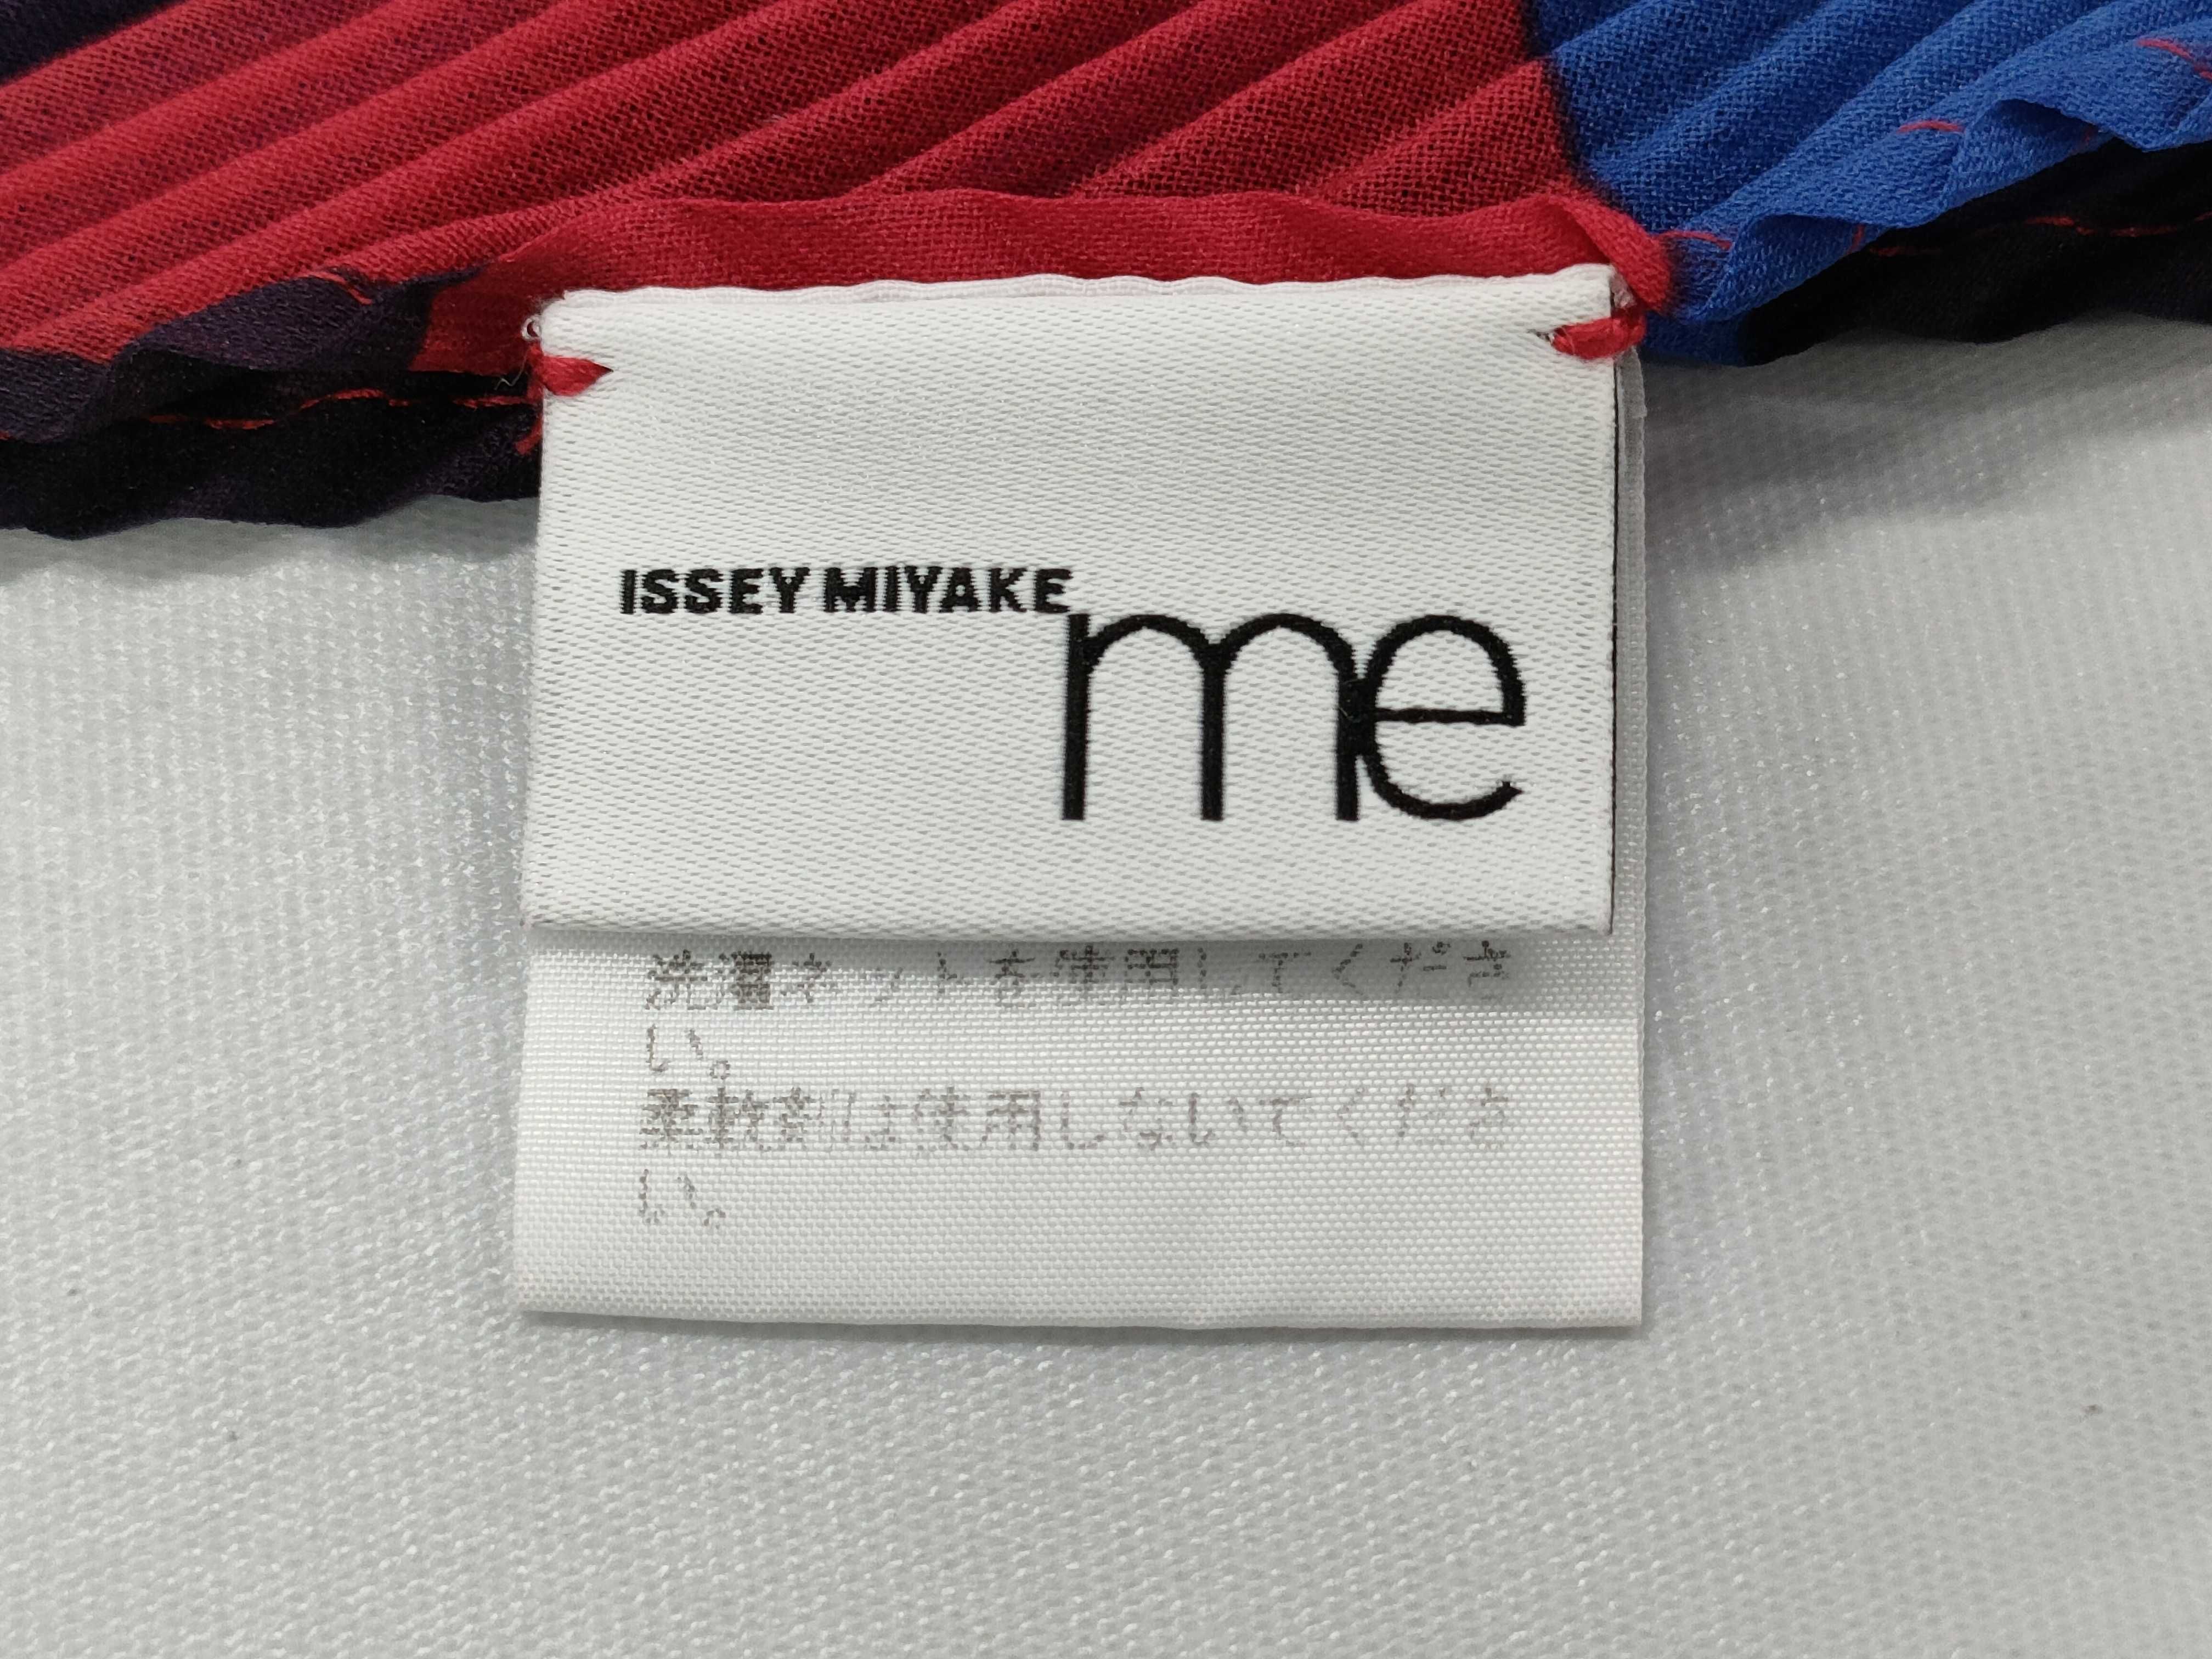 ISSEY MIYAKE
me
洗濯ネットを使用してくださ
い。
柔軟剤は使用しないでくださ
い。